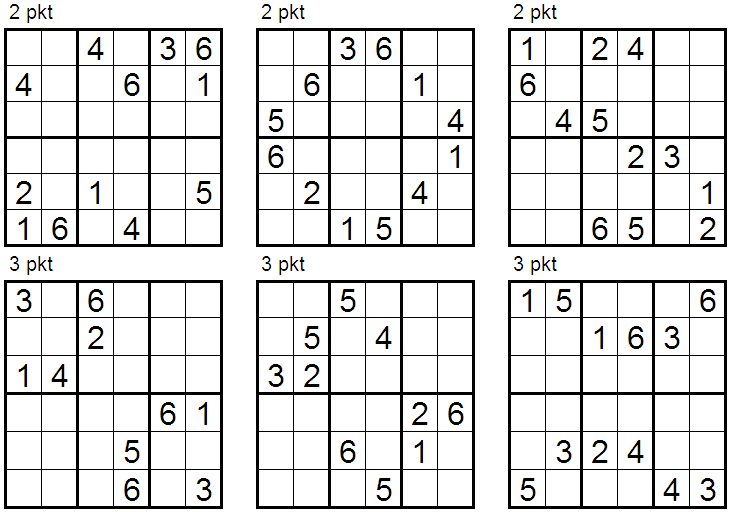 2 pkt 2 pkt 2 pkt
4 3 6 3 6 1 2 4
4 6 1 6 1 6
5 4 4 5
6 1 2 3
2 1 5 2 4 1
1 6 4 1 5 6 5 2
3 pkt 3 pkt 3 pkt
3 6 5 1 5 6
2 5 4 1 6 3
1 4 3 2
6 1 2 6
5 6 1 3 2 4
6 3 5 5 4 3